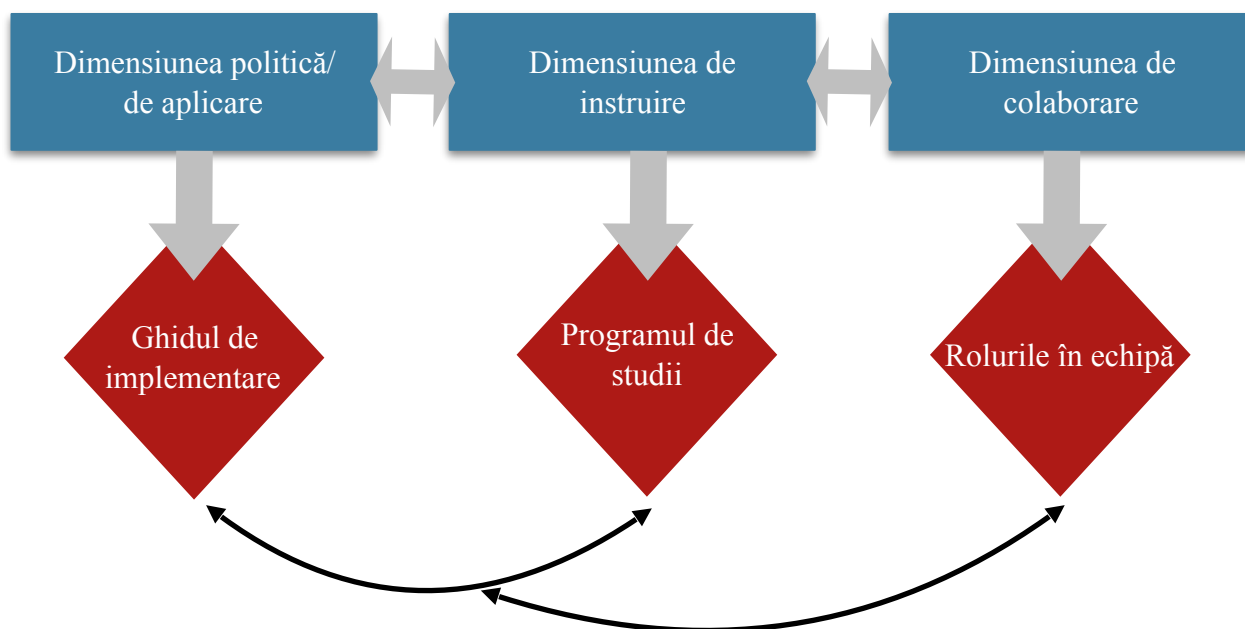 Dimensiunea politică/
de aplicare
Dimensiunea de
instruire
Dimensiunea de
colaborare
Ghidul de
implementare
Programul de
studii
Rolurile în echipă